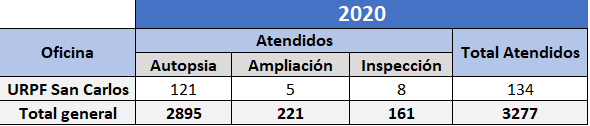 2020
Oficina Atendidos Total Atendidos
Autopsia Ampliación Inspección
URPF San Carlos 121 5 8 134
Total general 2895 221 161 3277